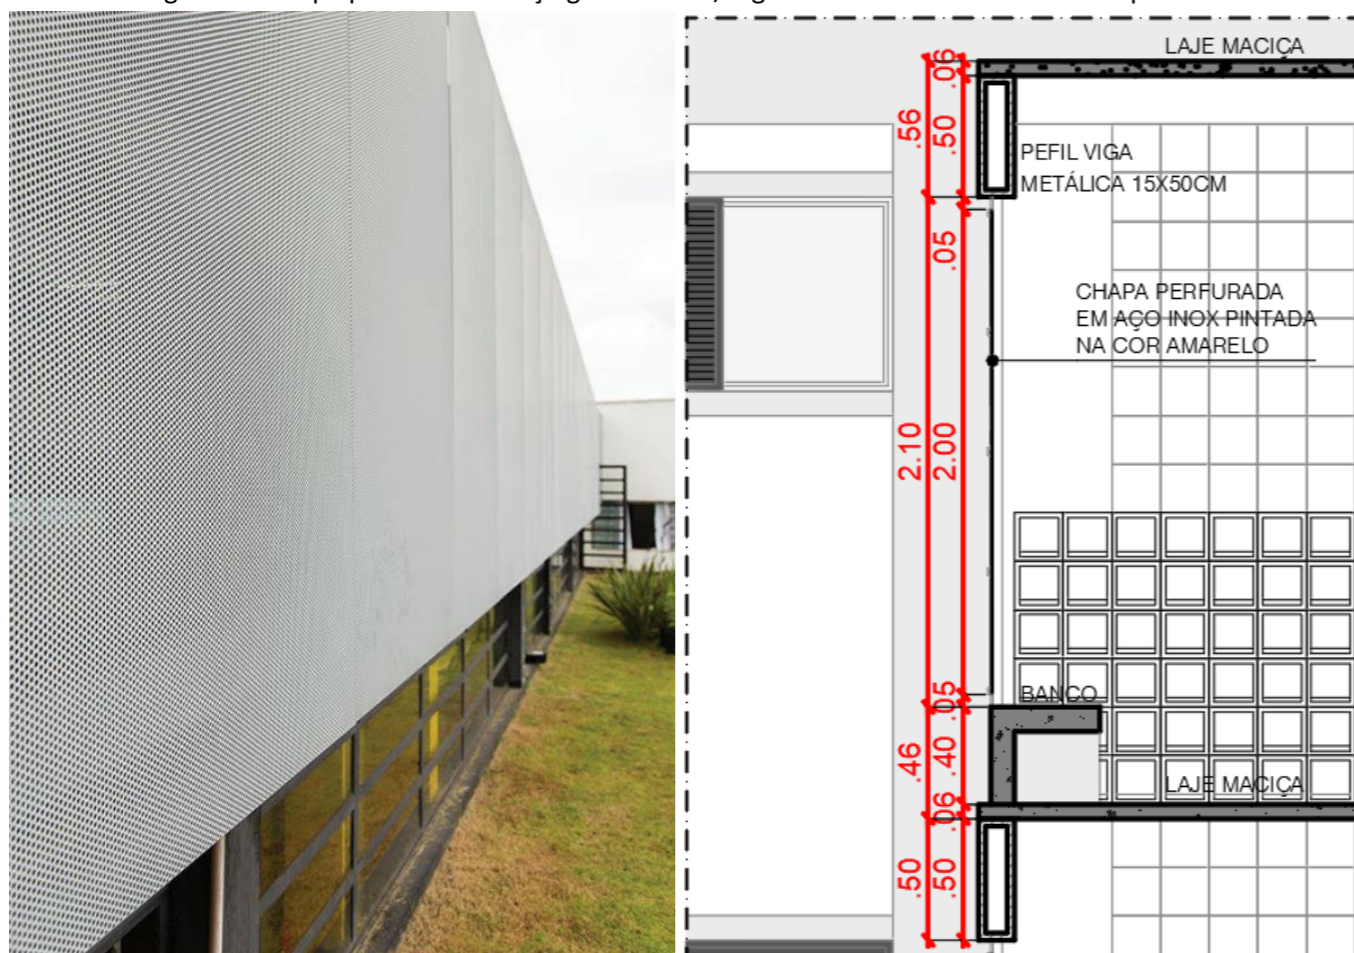 LAJE MACIÇA
.06
.56
.50
PEFIL VIGA
METÁLICA 15X50CM
.05
CHAPA PERFURADA
EM AÇO INOX PINTADA
NA COR AMARELO
2.10
2.00
.05
BANCO
.46
.40
LAJE MACIÇA
.06
.50
.50